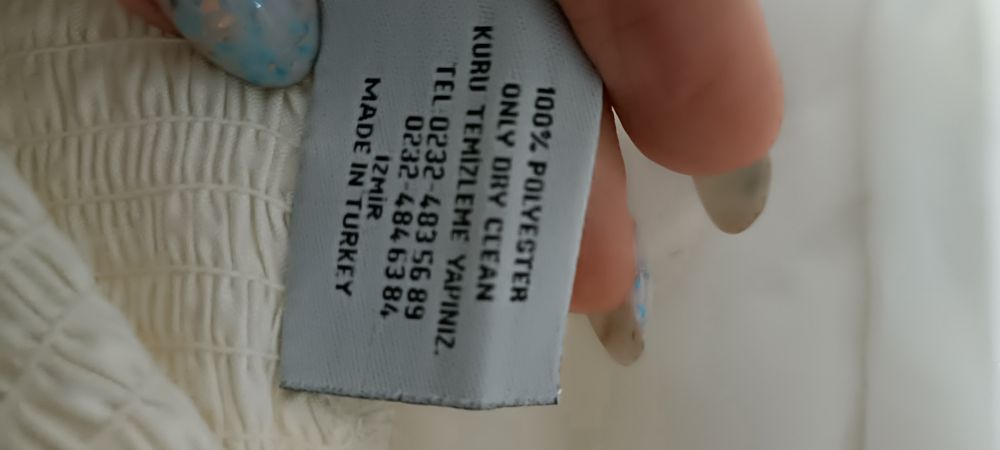 100% POLYESTER
ONLY DRY CLEAN
KURU TEMİZLEME YAPINIZ.
TEL 0232-483 56 89
0232-484 63 84
IZMİR
MADE IN TURKEY